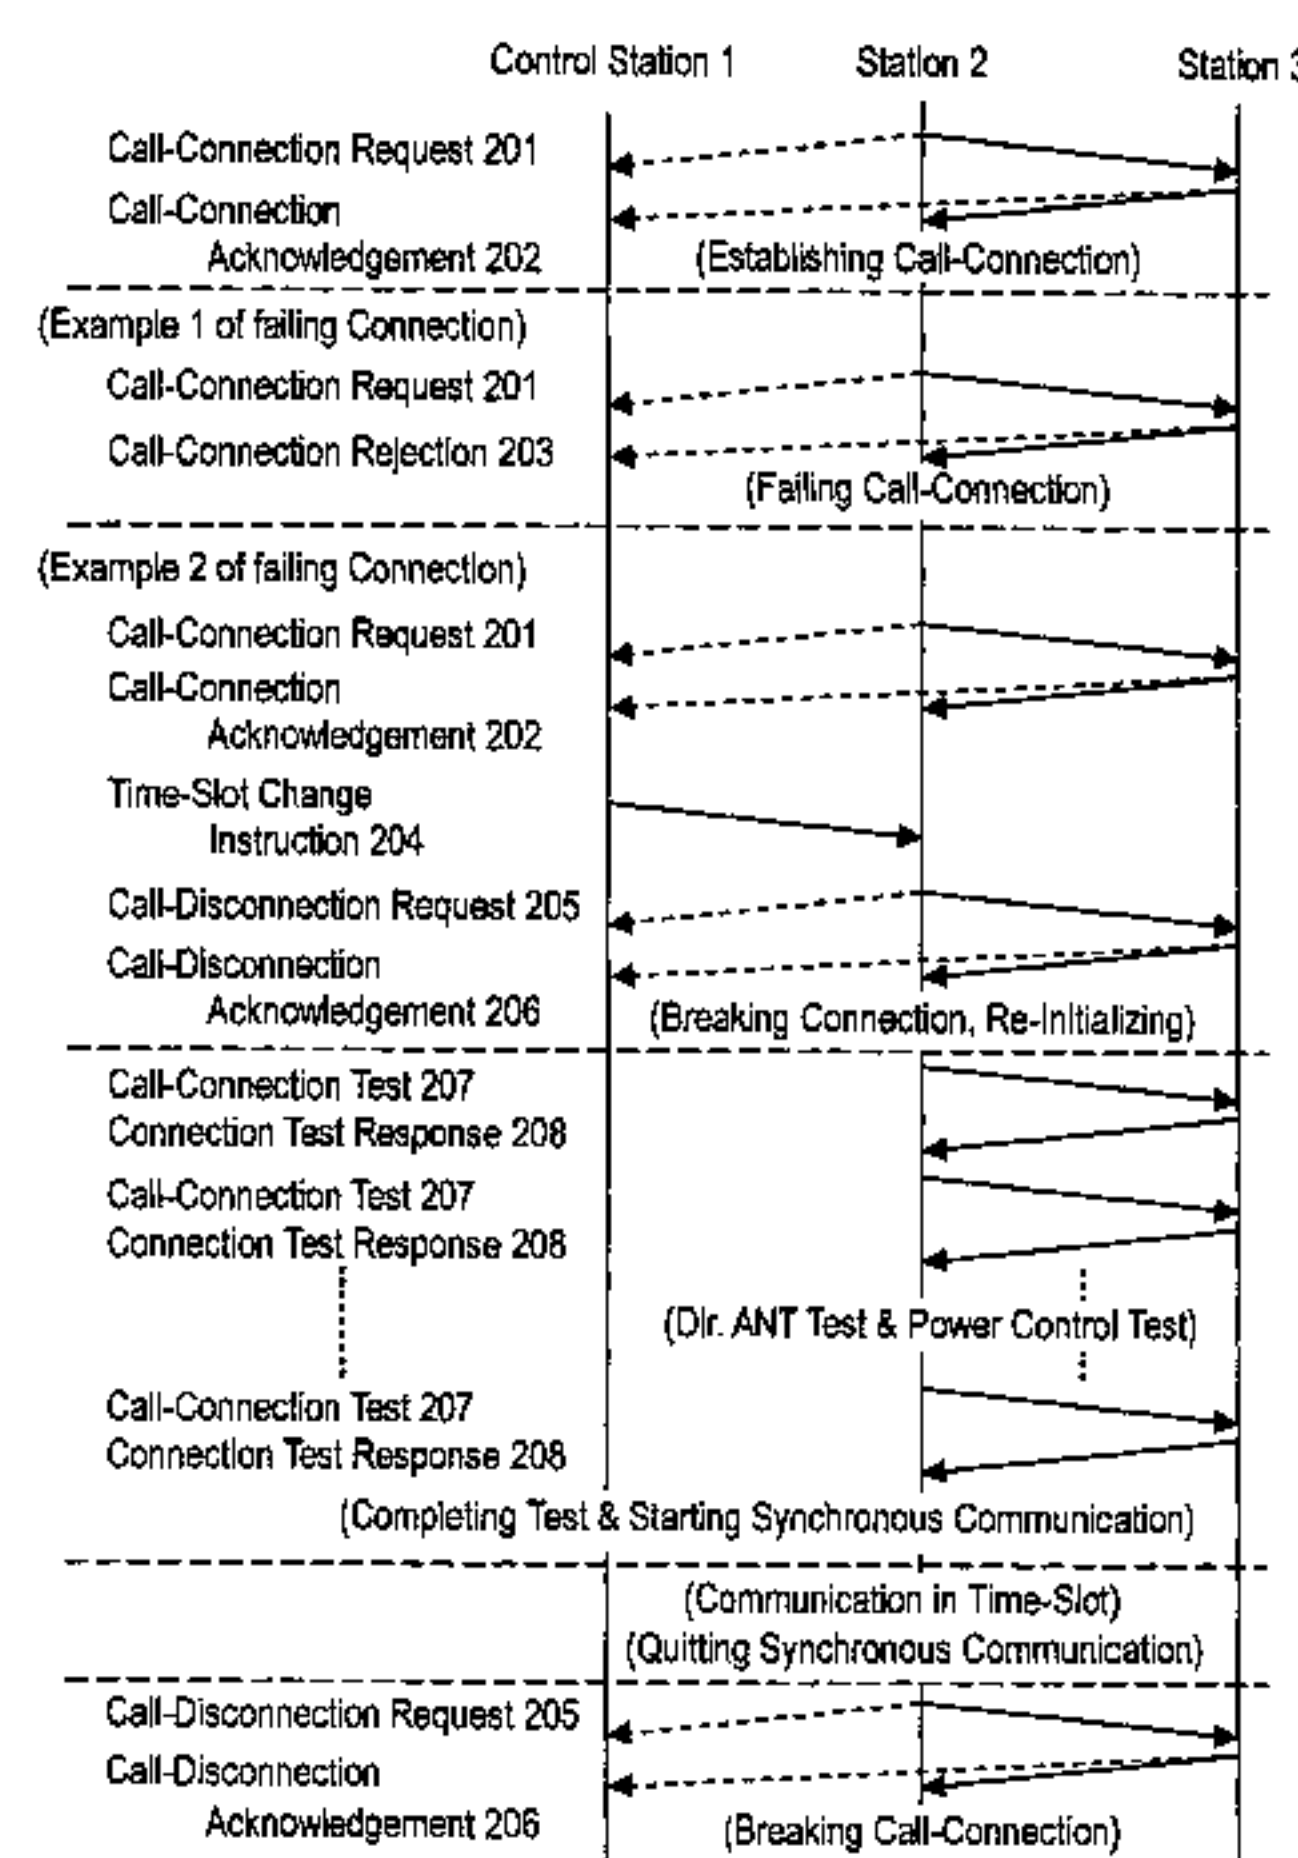 Control Station 1 Station 2 Station 3
Call-Connection Request 201
Call-Connection
Acknowledgement 202
(Establishing Call-Connection)
(Example 1 of failing Connection)
Call-Connection Request 201
Call-Connection Rejection 203
(Failing Call-Connection)
(Example 2 of failing Connection)
Call-Connection Request 201
Call-Connection
Acknowledgement 202
Time-Slot Change
Instruction 204
Call-Disconnection Request 205
Call-Disconnection
Acknowledgement 206
(Breaking Connection, Re-Initializing)
Call-Connection Test 207
Connection Test Response 208
Call-Connection Test 207
Connection Test Response 208
(Dir. ANT Test & Power Control Test)
Call-Connection Test 207
Connection Test Response 208
(Completing Test & Starting Synchronous Communication)
(Communication in Time-Slot)
(Quitting Synchronous Communication)
Call-Disconnection Request 205
Call-Disconnection
Acknowledgement 206
(Breaking Call-Connection)